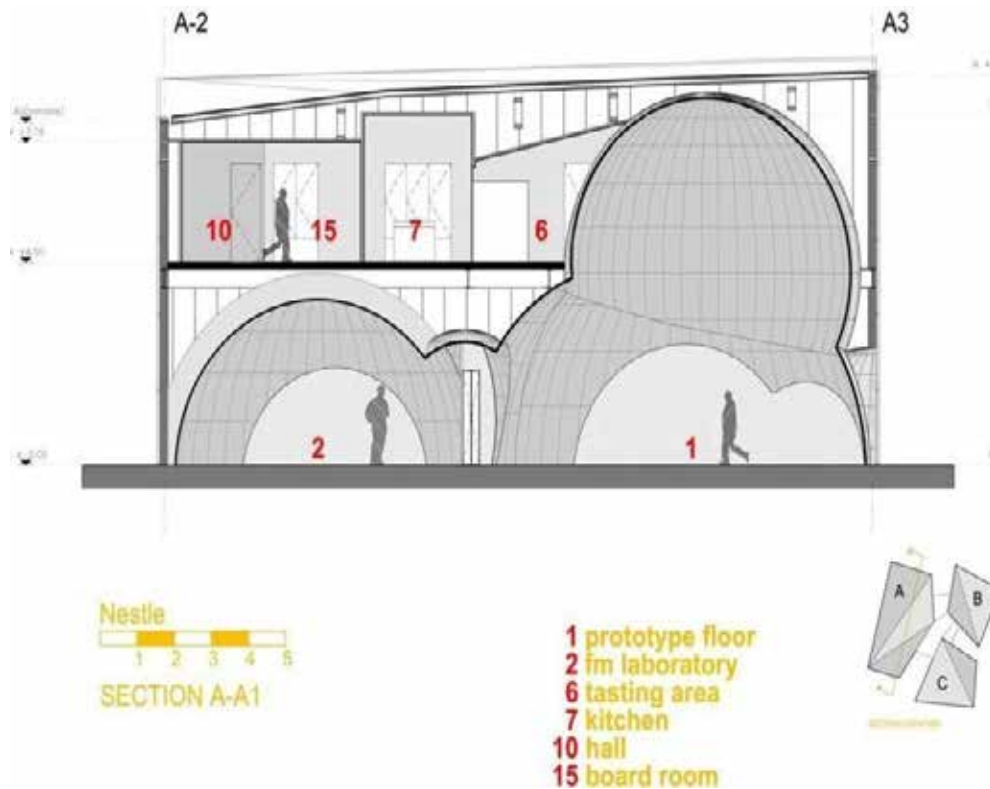 A-2
A3
10
15
7
6
2
1
Nestle
1 2 3 4 5
SECTION A-A1
1 prototype floor
2 fm laboratory
6 tasting area
7 kitchen
10 hall
15 board room
A
B
C